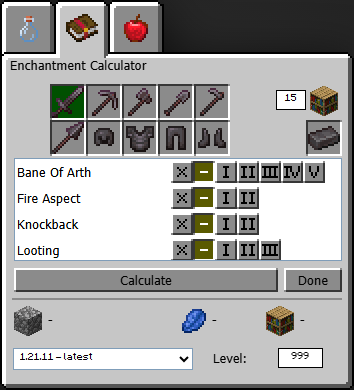 Enchantment Calculator
15
Bane Of Arth X – I II III IV V
Fire Aspect X – I II
Knockback X – I II
Looting X – I II III
Calculate Done
- - -
1.21.11 – latest Level: 999